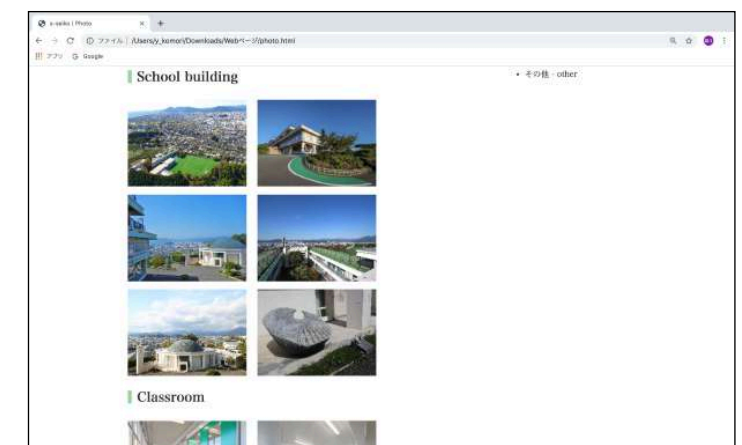 s-seiko | Photo
ファイル | /Users/y_komori/Downloads/Webページ/photo.html
アプリ Google
School building
• その他 - other
Classroom